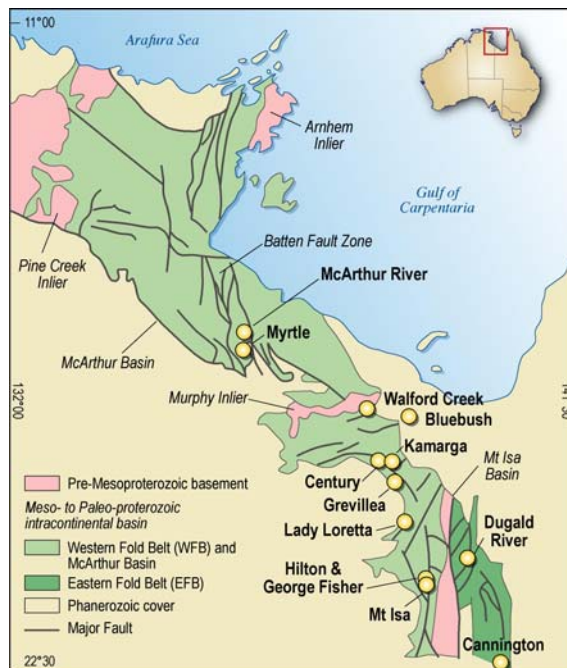 11°00
Arafura Sea
Arnhem
Inlier
Gulf of
Carpentaria
Pine Creek
Inlier
Batten Fault Zone
McArthur River
Myrtle
McArthur Basin
132°00
Murphy Inlier
Walford Creek
Bluebush
Kamarga
Mt Isa
Basin
Century
Grevillea
Lady Loretta
Dugald
River
Hilton &
George Fisher
Mt Isa
Cannington
Pre-Mesoproterozoic basement
Meso- to Paleo-proterozoic
intracontinental basin
Western Fold Belt (WFB) and
McArthur Basin
Eastern Fold Belt (EFB)
Phanerozoic cover
Major Fault
22°30